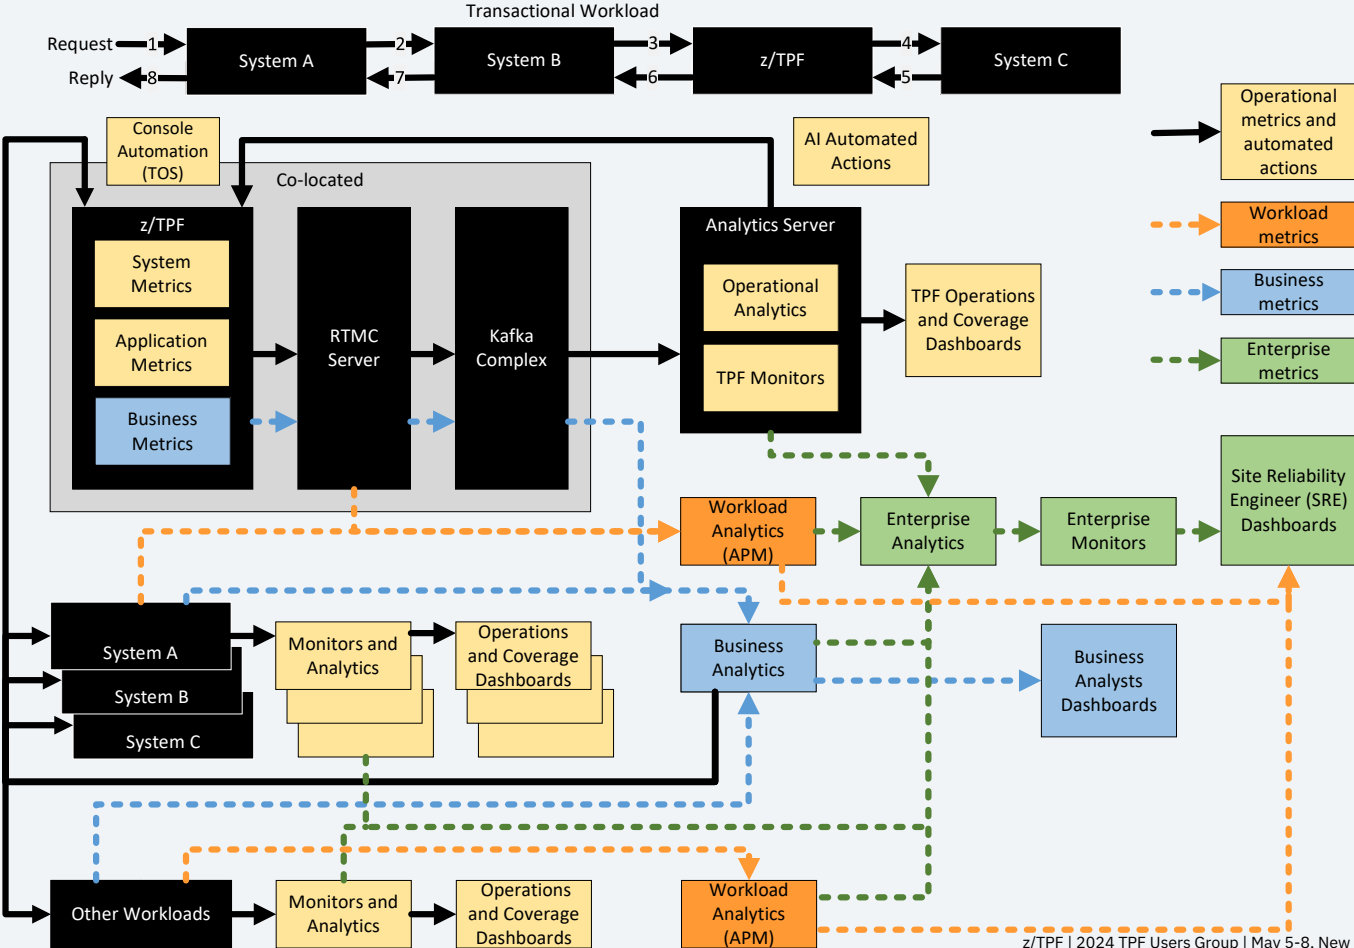 Transactional Workload
Request
1
System A
2
System B
3
z/TPF
4
System C
Reply
8
7
6
5
Console
Automation
(TOS)
Co-located
AI Automated
Actions
Operational
metrics and
automated
actions
Workload
metrics
Business
metrics
Enterprise
metrics
z/TPF
System
Metrics
Application
Metrics
Business
Metrics
RTMC
Server
Kafka
Complex
Analytics Server
Operational
Analytics
TPF Monitors
TPF Operations
and Coverage
Dashboards
Workload
Analytics
(APM)
Enterprise
Analytics
Enterprise
Monitors
Site Reliability
Engineer (SRE)
Dashboards
System A
System B
System C
Monitors and
Analytics
Operations
and Coverage
Dashboards
Business
Analytics
Business
Analysts
Dashboards
Other Workloads
Monitors and
Analytics
Operations
and Coverage
Dashboards
Workload
Analytics
(APM)
z/TPF | 2024 TPF Users Group | May 5-8, New